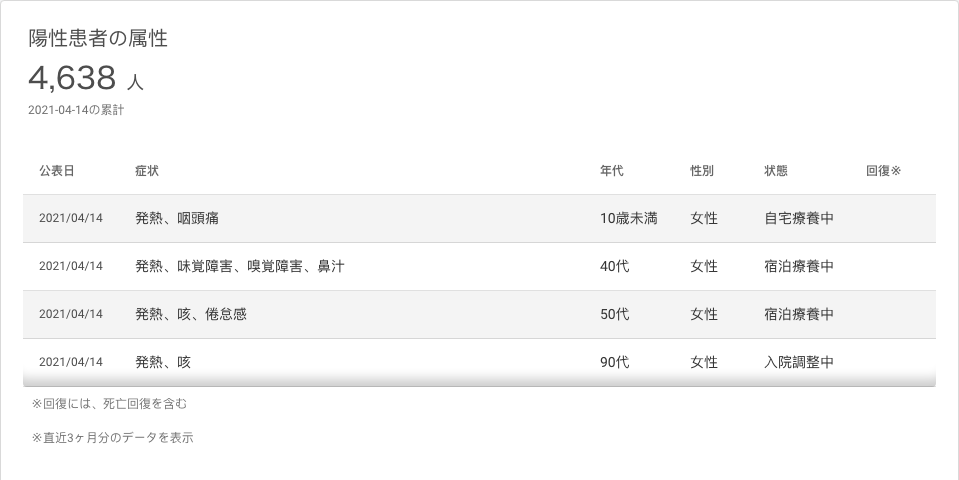 陽性患者の属性
4,638 人
2021-04-14の累計
公表日 症状 年代 性別 状態 回復※
2021/04/14 発熱、咽頭痛 10歳未満 女性 自宅療養中
2021/04/14 発熱、味覚障害、嗅覚障害、鼻汁 40代 女性 宿泊療養中
2021/04/14 発熱、咳、倦怠感 50代 女性 宿泊療養中
2021/04/14 発熱、咳 90代 女性 入院調整中
※回復には、死亡回復を含む
※直近3ヶ月分のデータを表示